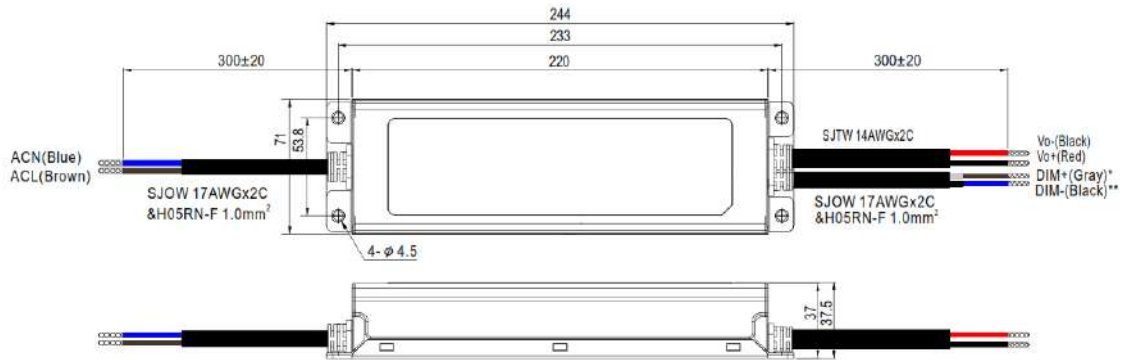 244
233
300±20
220
300±20
71
53.8
SJTW 14AWGx2C
Vo-(Black)
Vo+(Red)
ACN(Blue)
ACL(Brown)
DIM+(Gray)*
DIM-(Black)**
SJOW 17AWGx2C
&H05RN-F 1.0mm²
SJOW 17AWGx2C
&H05RN-F 1.0mm²
4- φ 4.5
37
37.5